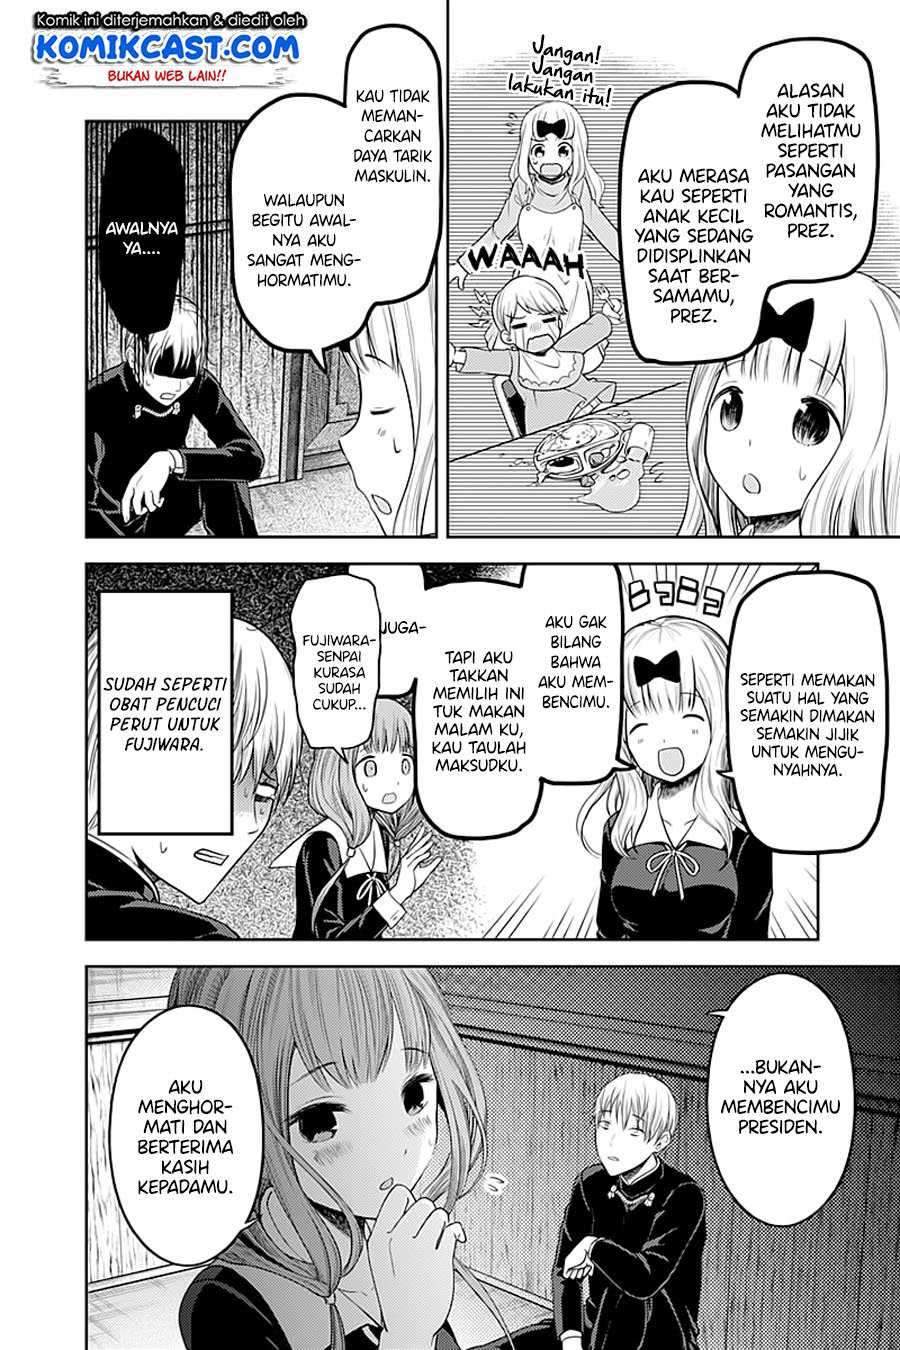 Komik ini diterjemahkan & diedit oleh
KOMIKCAST.COM
BUKAN WEB LAIN!!
ALASAN
AKU TIDAK
MELIHATMU
SEPERTI
PASANGAN
YANG
ROMANTIS,
PREZ.
AKU MERASA
KAU SEPERTI
ANAK KECIL
YANG SEDANG
DIDISPLINKAN
SAAT BER-
SAMAMU,
PREZ.
Jangan!
Jangan
lakukan itu!
WAAAH
KAU TIDAK
MEMAN-
CARKAN
DAYA TARIK
MASKULIN.
WALAUPUN
BEGITU AWAL-
NYA AKU
SANGAT MENG-
HORMATIMU.
AWALNYA
YA....
SEPERTI MEMAKAN
SUATU HAL YANG
SEMAKIN DIMAKAN
SEMAKIN JIJIK
UNTUK MENGU-
NYAHNYA.
AKU GAK
BILANG
BAHWA
AKU MEM-
BENCIMU.
TAPI AKU
TAKKAN
MEMILIH INI
TUK MAKAN
MALAM KU,
KAU TAULAH
MAKSUDKU.
JUGA-
FUJIWARA-
SENPAI
KURASA
SUDAH
CUKUP...
SUDAH SEPERTI
OBAT PENCUCI
PERUT UNTUK
FUJIWARA.
...BUKAN-
NYA AKU
MEMBENCIMU
PRESIDEN.
AKU
MENGHOR-
MATI DAN
BERTERIMA
KASIH
KEPADAMU.